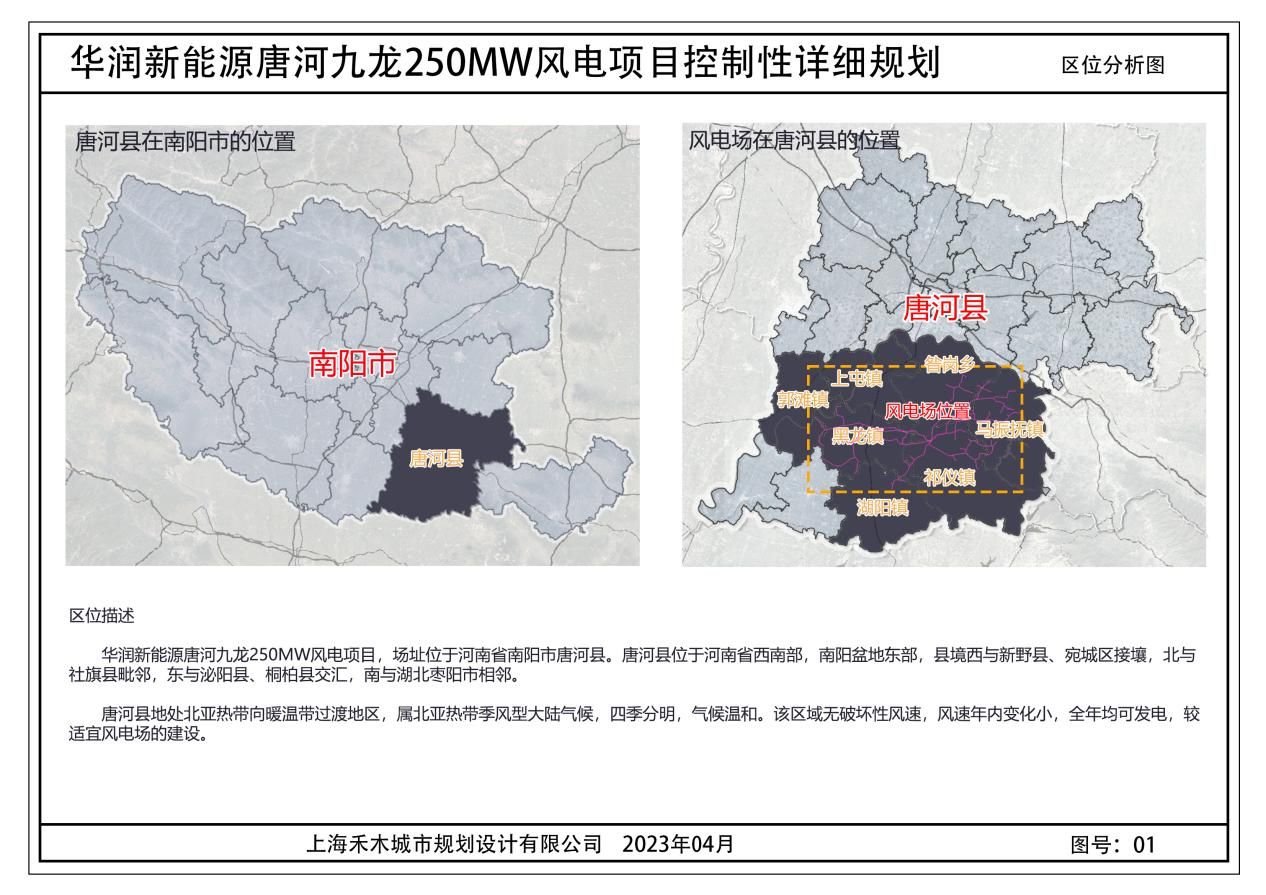 华润新能源唐河九龙250MW风电项目控制性详细规划
区位分析图
唐河县在南阳市的位置
南阳市
唐河县
风电场在唐河县的位置
唐河县
昝岗乡
上屯镇
郭滩镇
风电场位置
马振抚镇
黑龙镇
祁仪镇
湖阳镇
区位描述
华润新能源唐河九龙250MW风电项目，场址位于河南省南阳市唐河县。唐河县位于河南省西南部，南阳盆地东部，县境西与新野县、宛城区接壤，北与
社旗县毗邻，东与泌阳县、桐柏县交汇，南与湖北枣阳市相邻。
唐河县地处北亚热带向暖温带过渡地区，属北亚热带季风型大陆气候，四季分明，气候温和。该区域无破坏性风速，风速年内变化小，全年均可发电，较
适宜风电场的建设。
上海禾木城市规划设计有限公司 2023年04月
图号：01